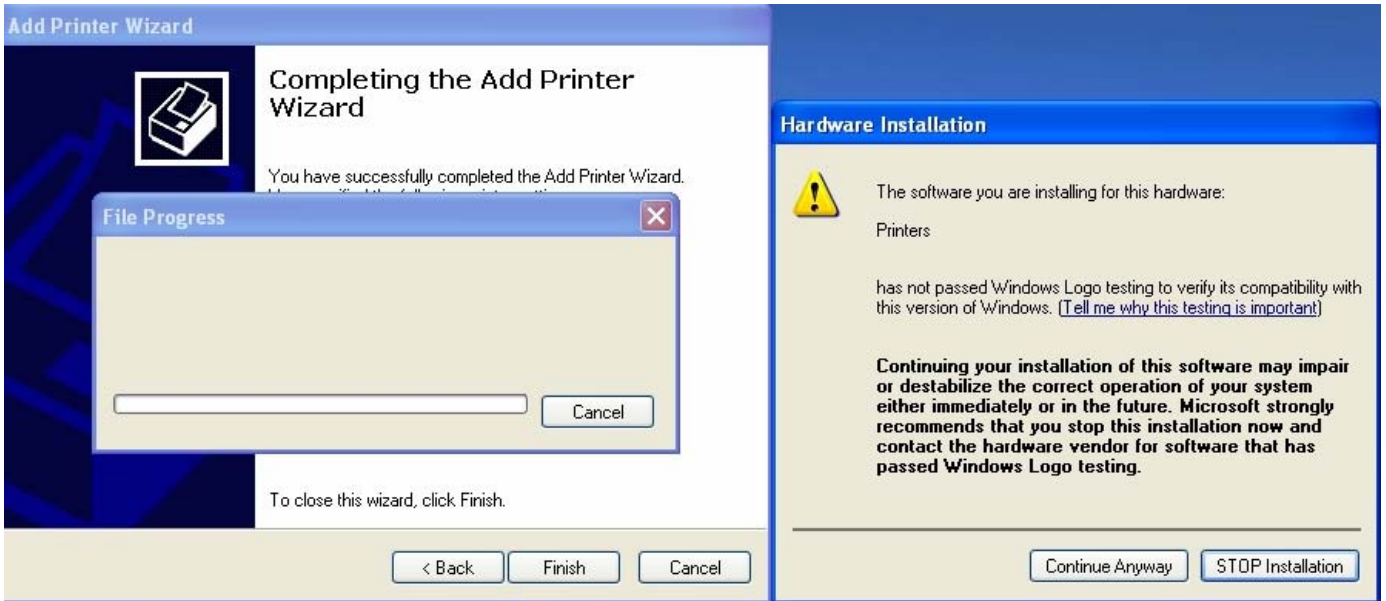 Add Printer Wizard
Completing the Add Printer
Wizard
You have successfully completed the Add Printer Wizard.
File Progress
Cancel
To close this wizard, click Finish.
< Back
Finish
Cancel
Hardware Installation
The software you are installing for this hardware:
Printers
has not passed Windows Logo testing to verify its compatibility with
this version of Windows. (Tell me why this testing is important)
Continuing your installation of this software may impair
or destabilize the correct operation of your system
either immediately or in the future. Microsoft strongly
recommends that you stop this installation now and
contact the hardware vendor for software that has
passed Windows Logo testing.
Continue Anyway
STOP Installation